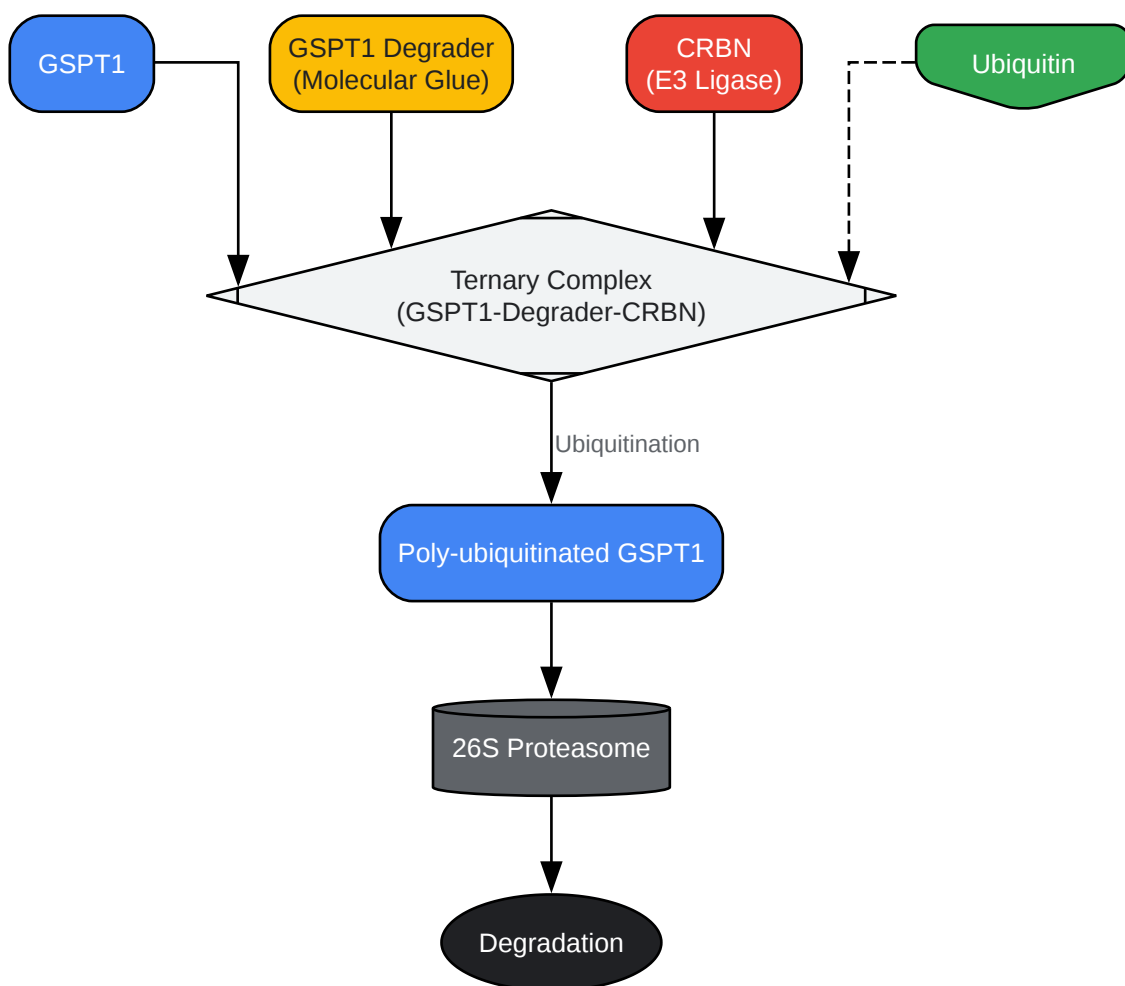 GSPT1
GSPT1 Degrader
(Molecular Glue)
CRBN
(E3 Ligase)
Ubiquitin
Ternary Complex
(GSPT1-Degrader-CRBN)
Ubiquitination
Poly-ubiquitinated GSPT1
26S Proteasome
Degradation